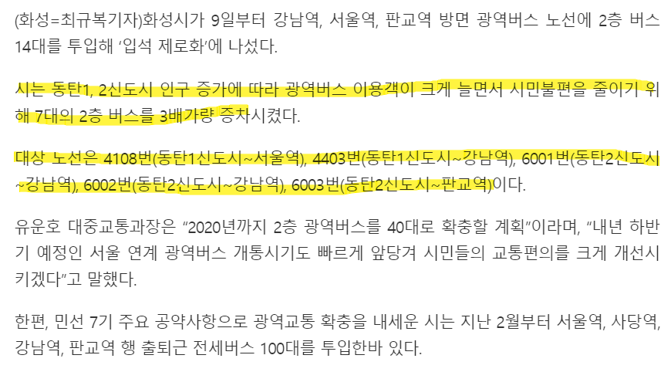 (화성=최규복기자)화성시가 9일부터 강남역, 서울역, 판교역 방면 광역버스 노선에 2층 버스
14대를 투입해 ‘입석 제로화’에 나섰다.
시는 동탄1, 2신도시 인구 증가에 따라 광역버스 이용객이 크게 늘면서 시민불편을 줄이기 위
해 7대의 2층 버스를 3배가량 증차시켰다.
대상 노선은 4108번(동탄1신도시~서울역), 4403번(동탄1신도시~강남역), 6001번(동탄2신도시
~강남역), 6002번(동탄2신도시~강남역), 6003번(동탄2신도시~판교역)이다.
유운호 대중교통과장은 “2020년까지 2층 광역버스를 40대로 확충할 계획”이라며, “내년 하반
기 예정인 서울 연계 광역버스 개통시기도 빠르게 앞당겨 시민들의 교통편의를 크게 개선시
키겠다”고 말했다.
한편, 민선 7기 주요 공약사항으로 광역교통 확충을 내세운 시는 지난 2월부터 서울역, 사당역,
강남역, 판교역 행 출퇴근 전세버스 100대를 투입한바 있다.